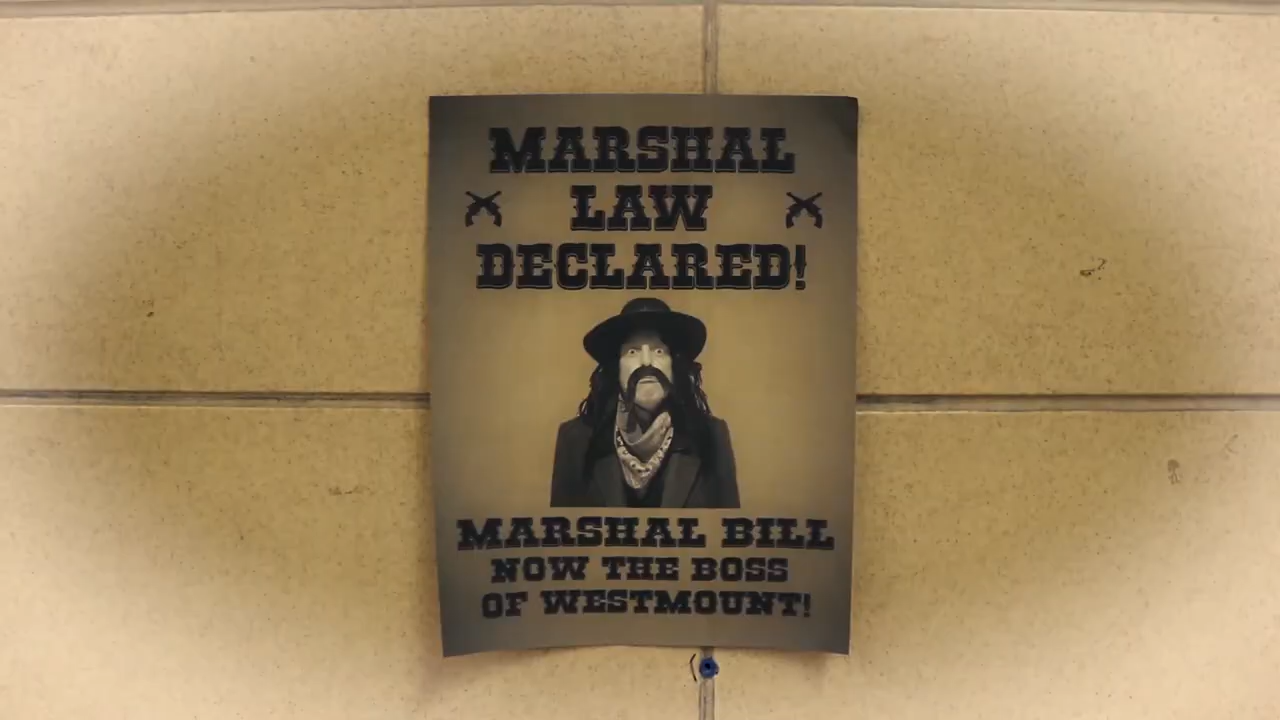 MARSHAL
LAW
DECLARED!
MARSHAL BILL
NOW THE BOSS
OF WESTMOUNT!